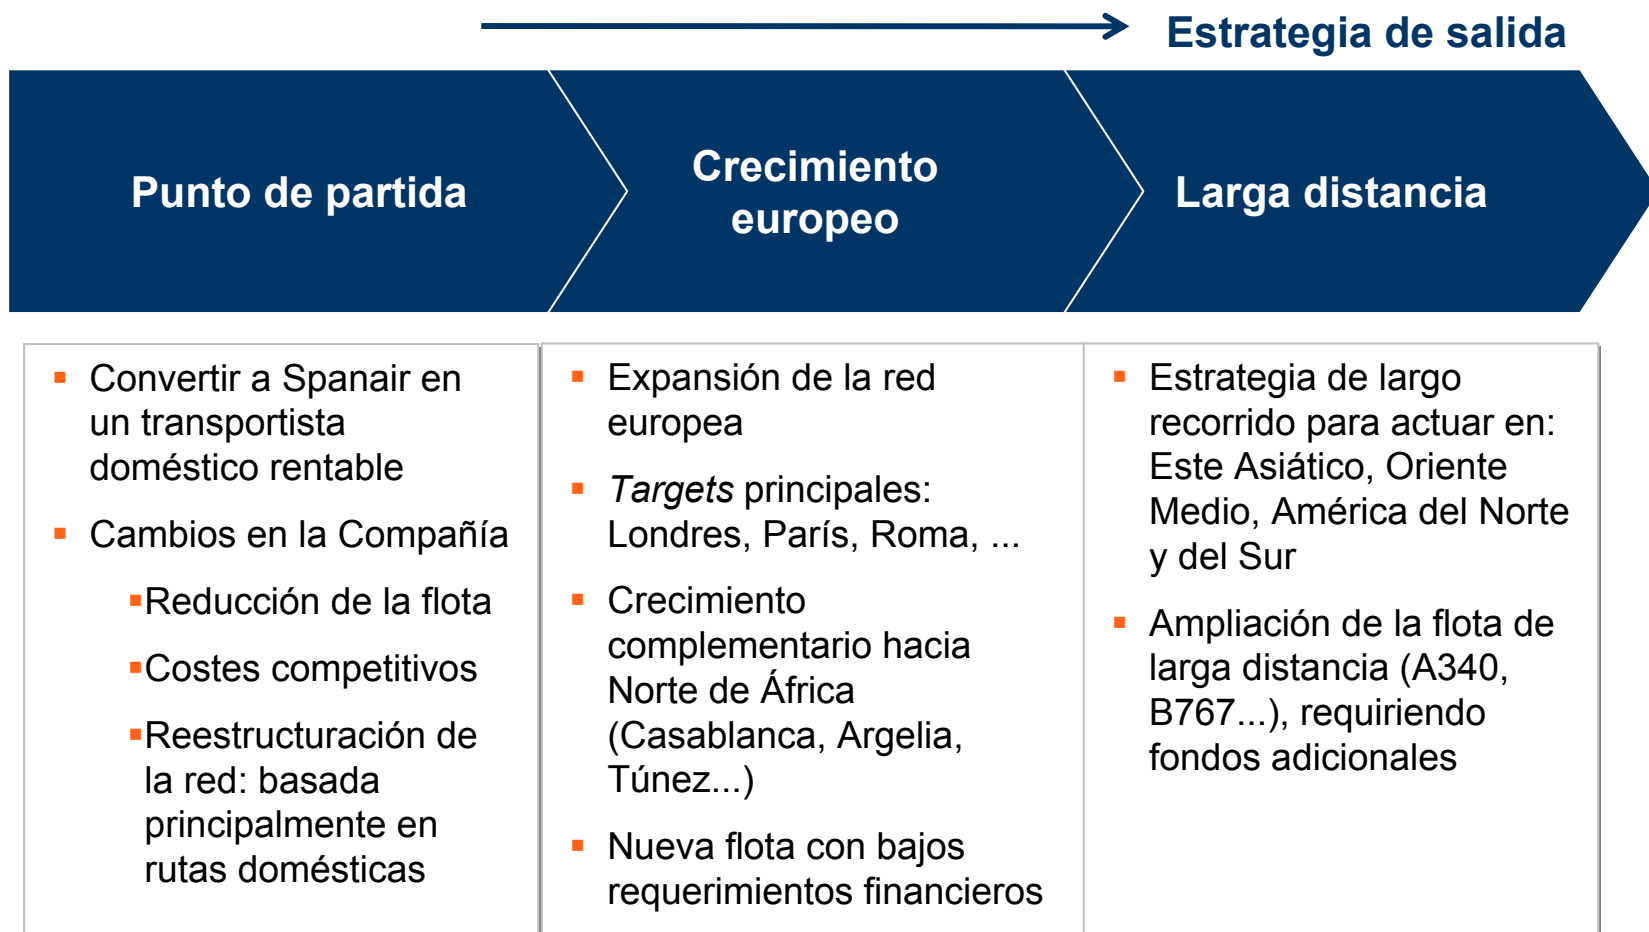 Estrategia de salida
Punto de partida
Crecimiento
europeo
Larga distancia
▪ Convertir a Spanair en
un transportista
doméstico rentable
▪ Cambios en la Compañía
▪Reducción de la flota
▪Costes competitivos
▪Reestructuración de
la red: basada
principalmente en
rutas domésticas
▪ Expansión de la red
europea
▪ Targets principales:
Londres, París, Roma, ...
▪ Crecimiento
complementario hacia
Norte de África
(Casablanca, Argelia,
Túnez...)
▪ Nueva flota con bajos
requerimientos financieros
▪ Estrategia de largo
recorrido para actuar en:
Este Asiático, Oriente
Medio, América del Norte
y del Sur
▪ Ampliación de la flota de
larga distancia (A340,
B767...), requiriendo
fondos adicionales